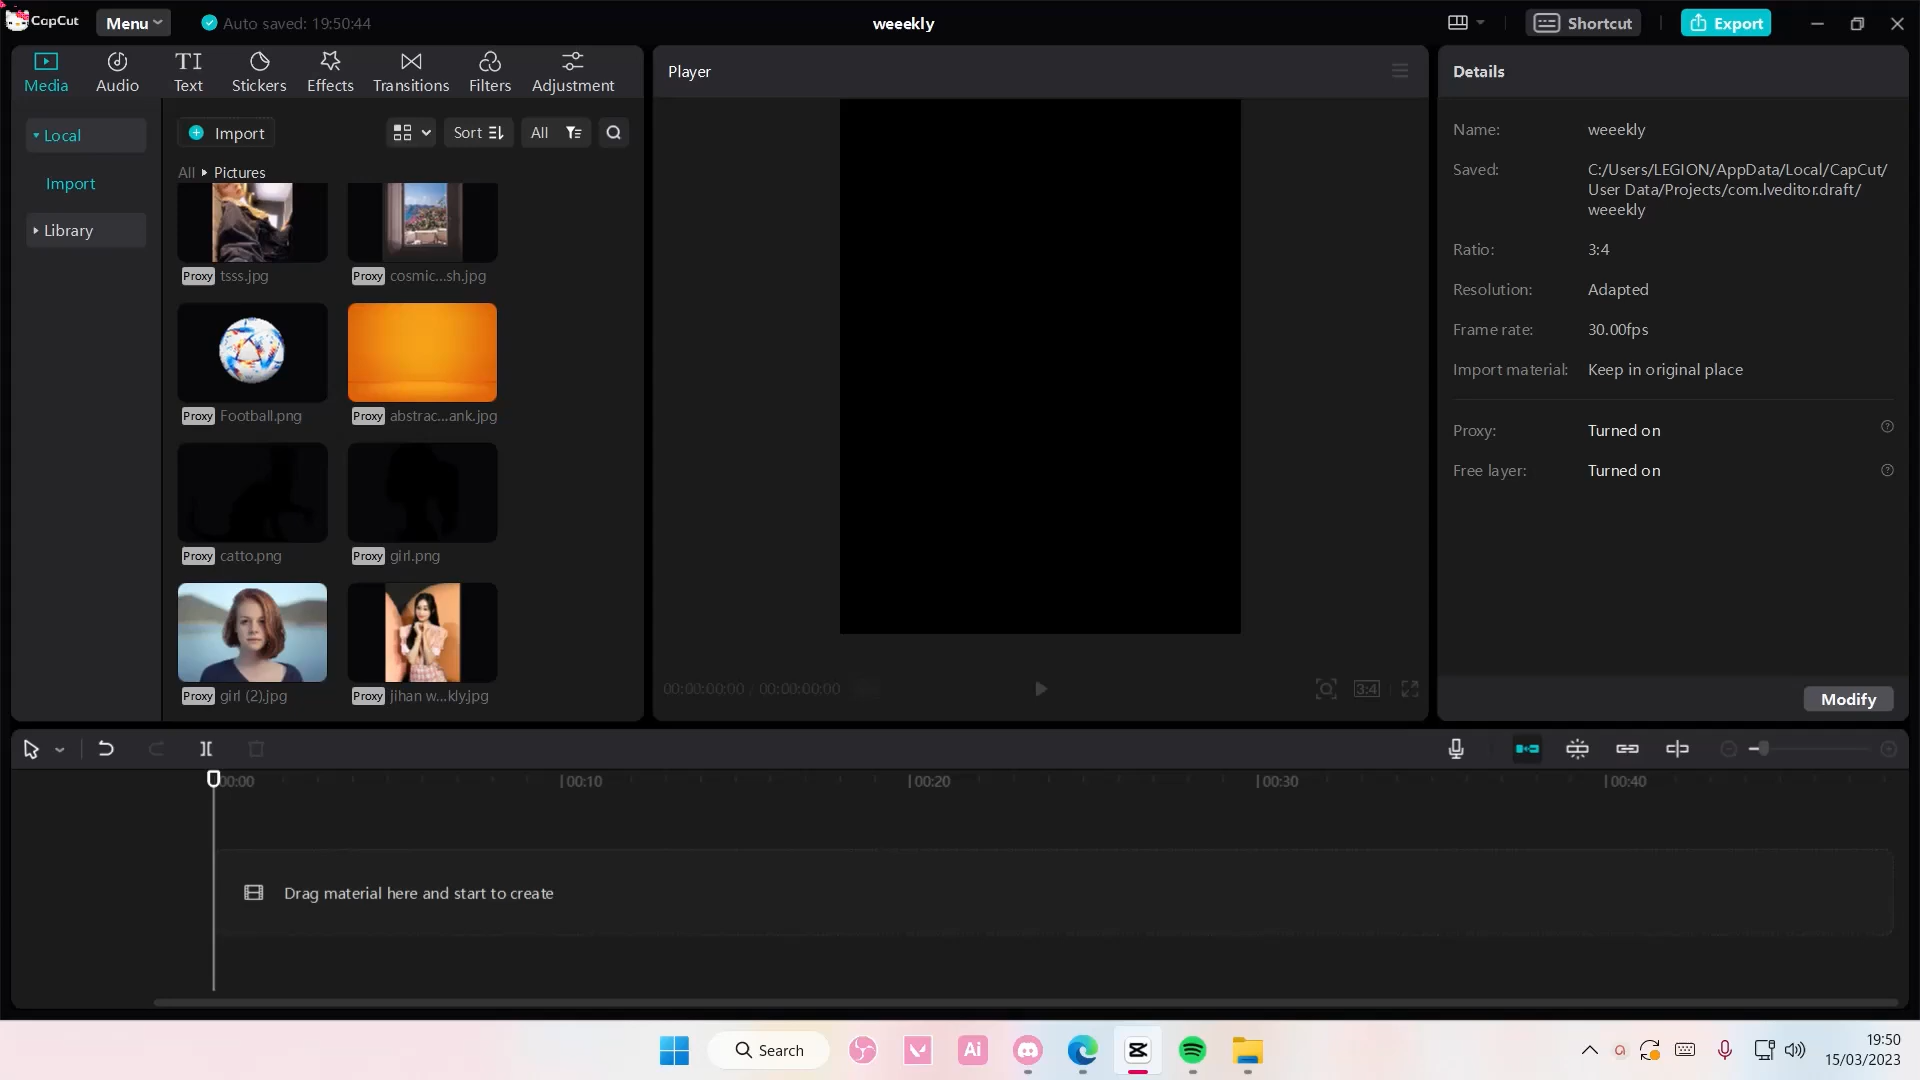 CapCut
Menu
Auto saved: 19:50:44
weeekly
Shortcut
Export
Media
Audio
TI
Text
Stickers
Effects
Transitions
Filters
Adjustment
Player
Details
Local
Import
Library
Import
Sort
All
All
Pictures
Proxy tsss.jpg
Proxy cosmic...sh.jpg
Proxy Football.png
Proxy abstrac...ank.jpg
Proxy catto.png
Proxy girl.png
Proxy girl (2).jpg
Proxy jihan w...kly.jpg
00:00:00:00 / 00:00:00:00
3:4
Name: weeekly
Saved: C:/Users/LEGION/AppData/Local/CapCut/
User Data/Projects/com.lveditor.draft/
weeekly
Ratio: 3:4
Resolution: Adapted
Frame rate: 30.00fps
Import material: Keep in original place
Proxy: Turned on
Free layer: Turned on
Modify
00:00
00:10
00:20
00:30
00:40
Drag material here and start to create
Search
Ai
19:50
15/03/2023